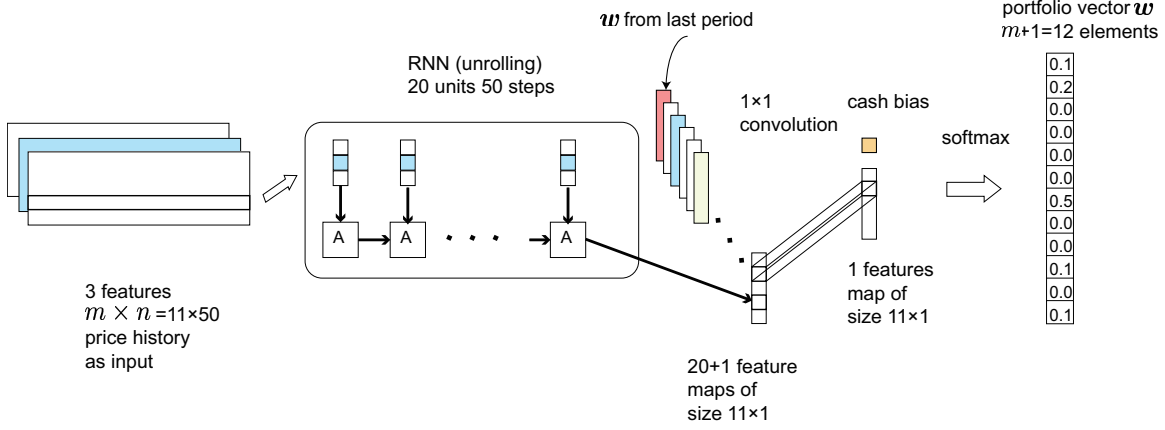 portfolio vector w
m+1=12 elements
w from last period
RNN (unrolling)
20 units 50 steps
1×1
convolution
cash bias
softmax
A
A
. . .
A
3 features
m × n =11×50
price history
as input
1 features
map of
size 11×1
20+1 feature
maps of
size 11×1
0.1
0.2
0.0
0.0
0.0
0.0
0.5
0.0
0.0
0.1
0.0
0.1